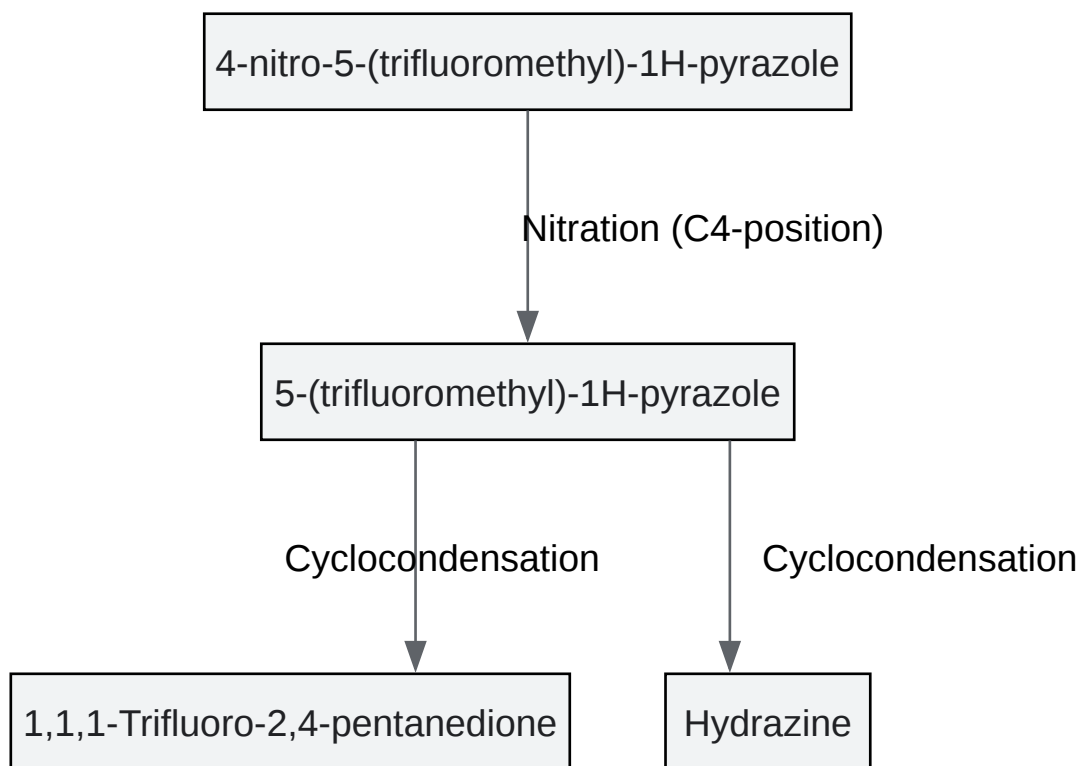 4-nitro-5-(trifluoromethyl)-1H-pyrazole
Nitration (C4-position)
5-(trifluoromethyl)-1H-pyrazole
Cyclocondensation
Cyclocondensation
1,1,1-Trifluoro-2,4-pentanedione
Hydrazine